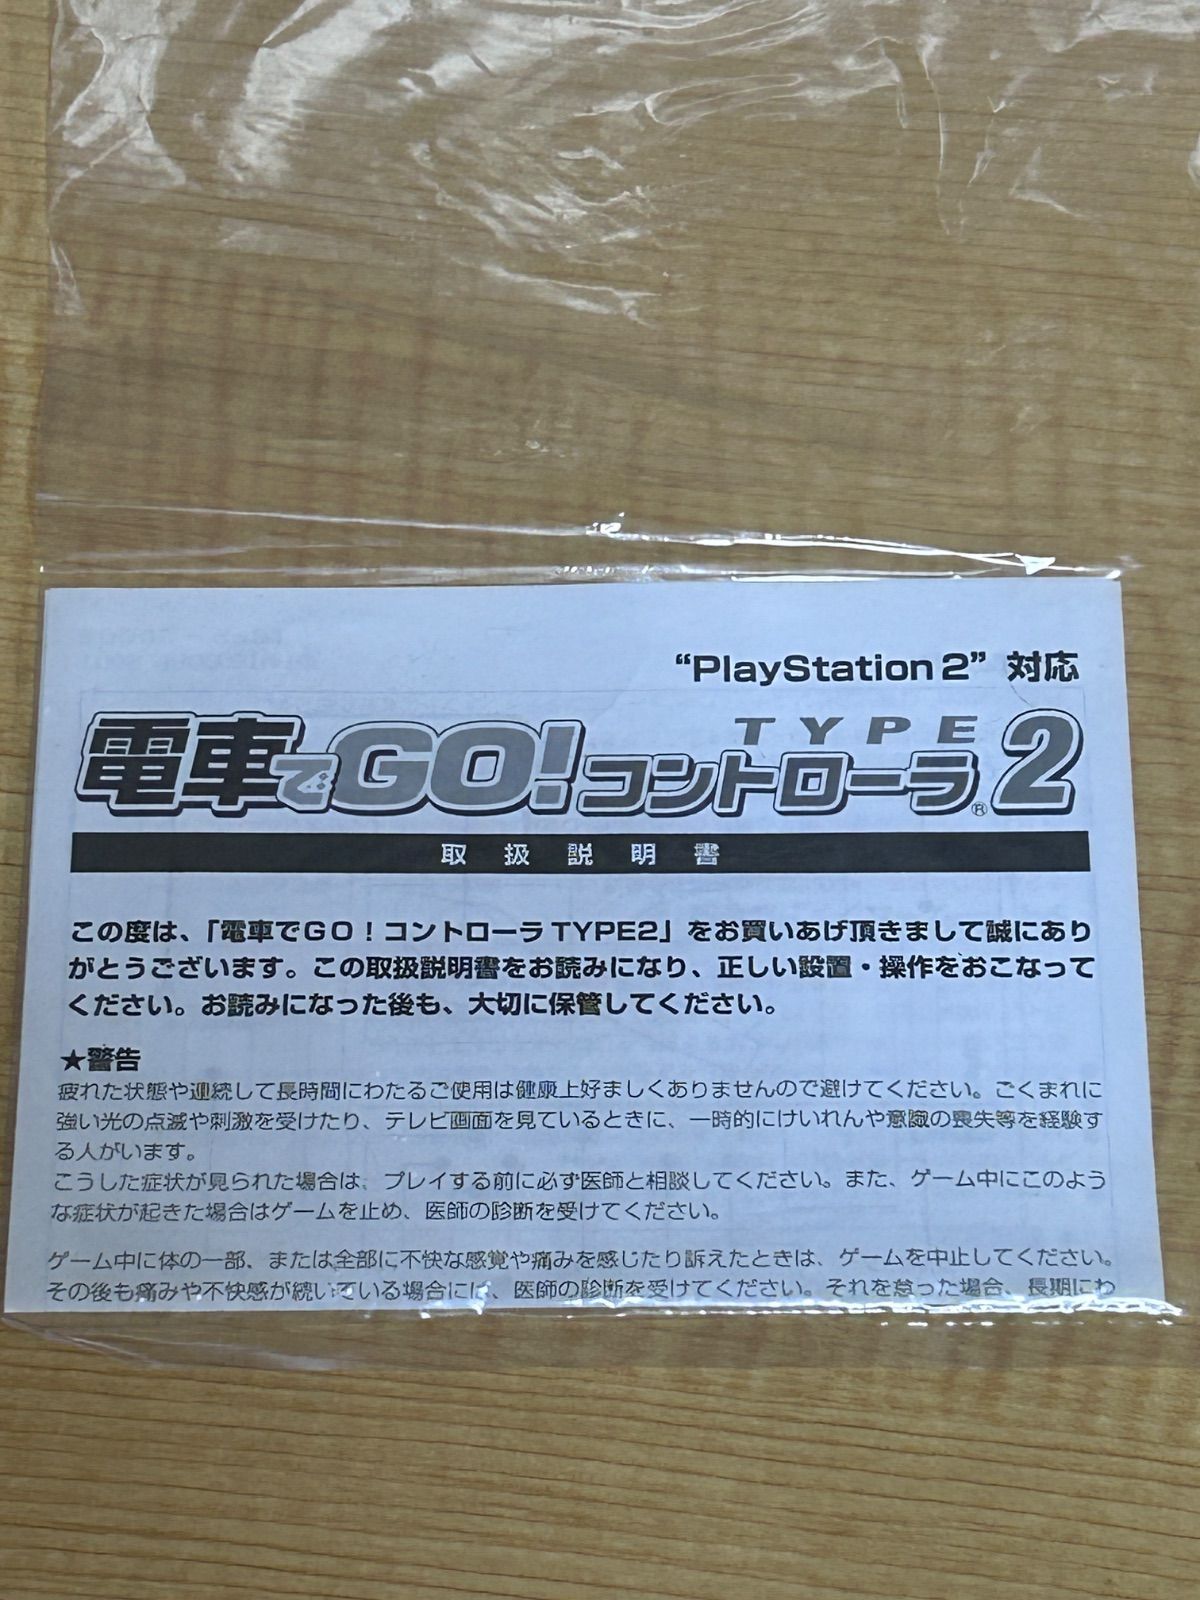 "PlayStation 2" 対応
電車でGO!コントローラ® TYPE 2
取扱説明書
この度は、「電車でGO！コントローラ TYPE2」をお買いあげ頂きまして誠にあり
がとうございます。この取扱説明書をお読みになり、正しい設置・操作をおこなって
ください。お読みになった後も、大切に保管してください。
★警告
疲れた状態や連続して長時間にわたるご使用は健康上好ましくありませんので避けてください。ごくまれに
強い光の点滅や刺激を受けたり、テレビ画面を見ているときに、一時的にけいれんや意識の喪失等を経験す
る人がいます。
こうした症状が見られた場合は、プレイする前に必ず医師と相談してください。また、ゲーム中にこのよう
な症状が起きた場合はゲームを止め、医師の診断を受けてください。
ゲーム中に体の一部、または全部に不快な感覚や痛みを感じたり訴えたときは、ゲームを中止してください。
その後も痛みや不快感が続いている場合には、医師の診断を受けてください。それを怠った場合、長期にわ